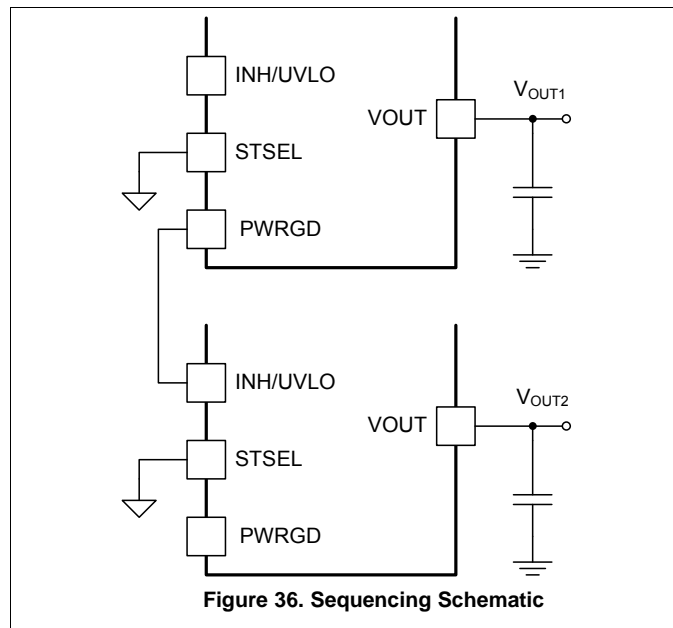 INH/UVLO
STSEL
PWRGD
VOUT
VOUT1
INH/UVLO
STSEL
PWRGD
VOUT
VOUT2
Figure 36. Sequencing Schematic